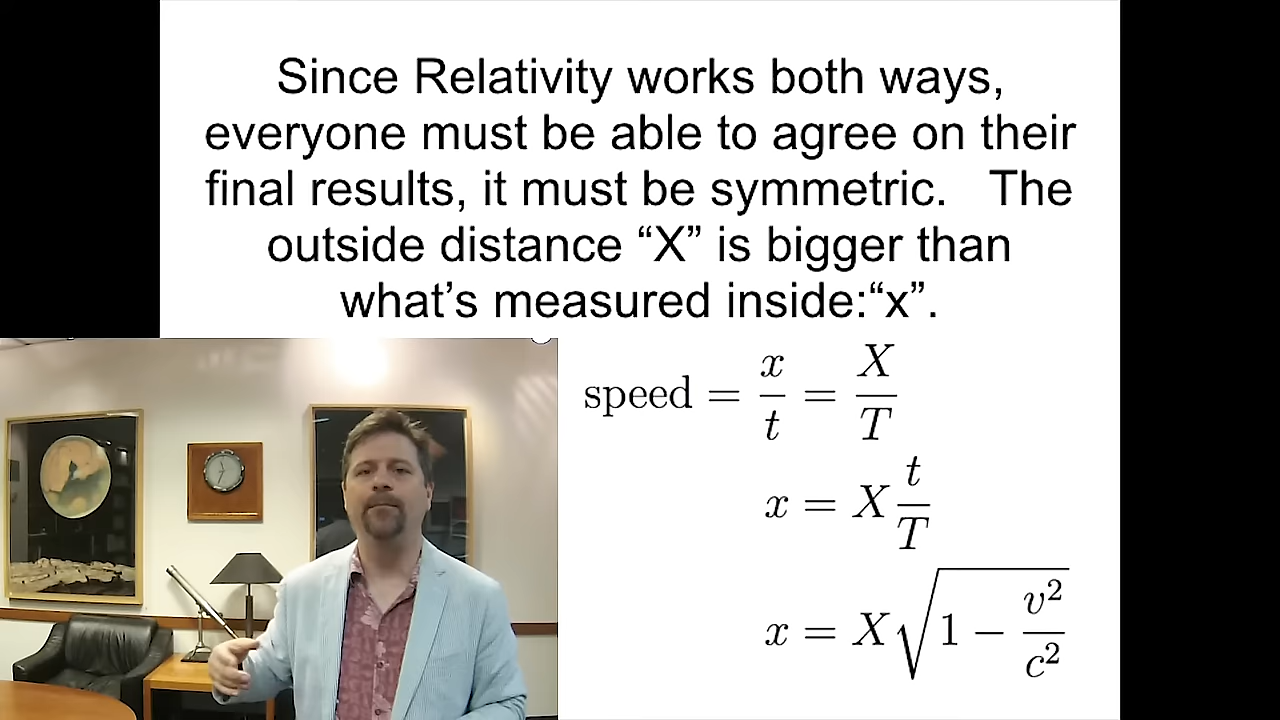 Since Relativity works both ways,
everyone must be able to agree on their
final results, it must be symmetric.   The
outside distance “X” is bigger than
what’s measured inside:“x”.
speed = x/t = X/T
x = X t/T
x = X√(1 − v²/c²)